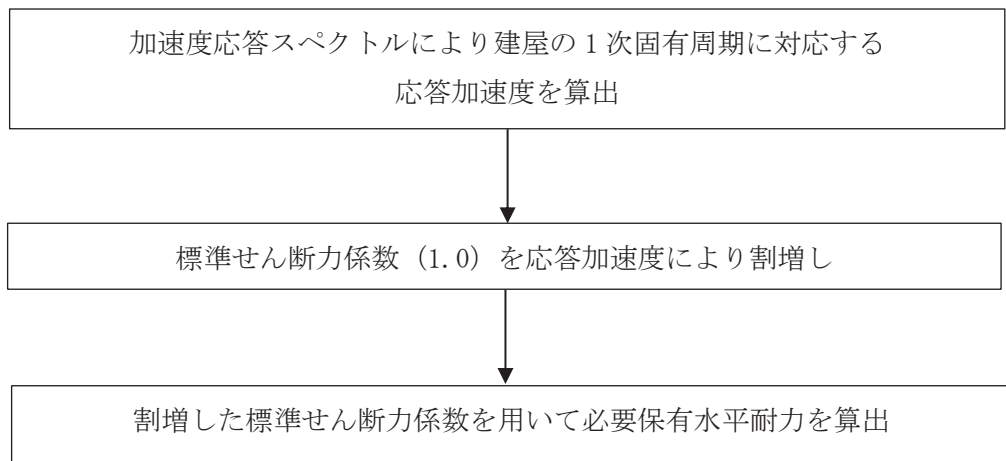 加速度応答スペクトルにより建屋の 1 次固有周期に対応する
応答加速度を算出
標準せん断力係数（1.0）を応答加速度により割増し
割増した標準せん断力係数を用いて必要保有水平耐力を算出